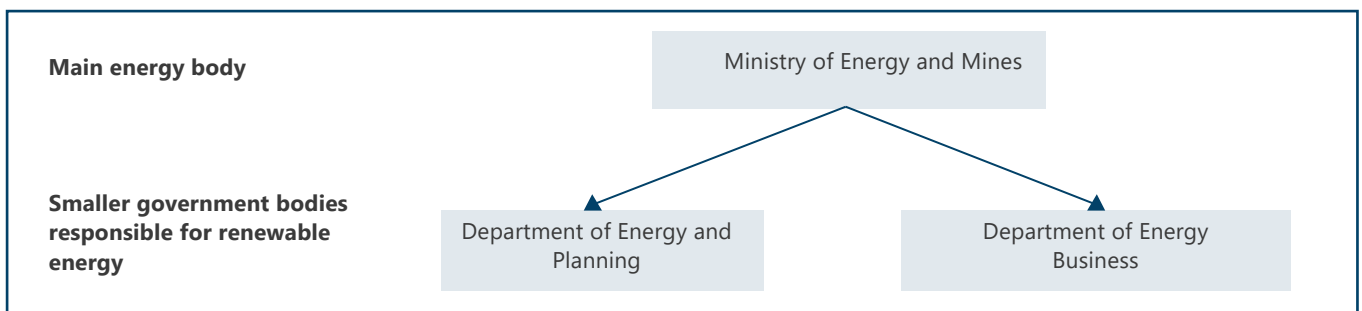 Main energy body
Ministry of Energy and Mines
Smaller government bodies
responsible for renewable
energy
Department of Energy and
Planning
Department of Energy
Business